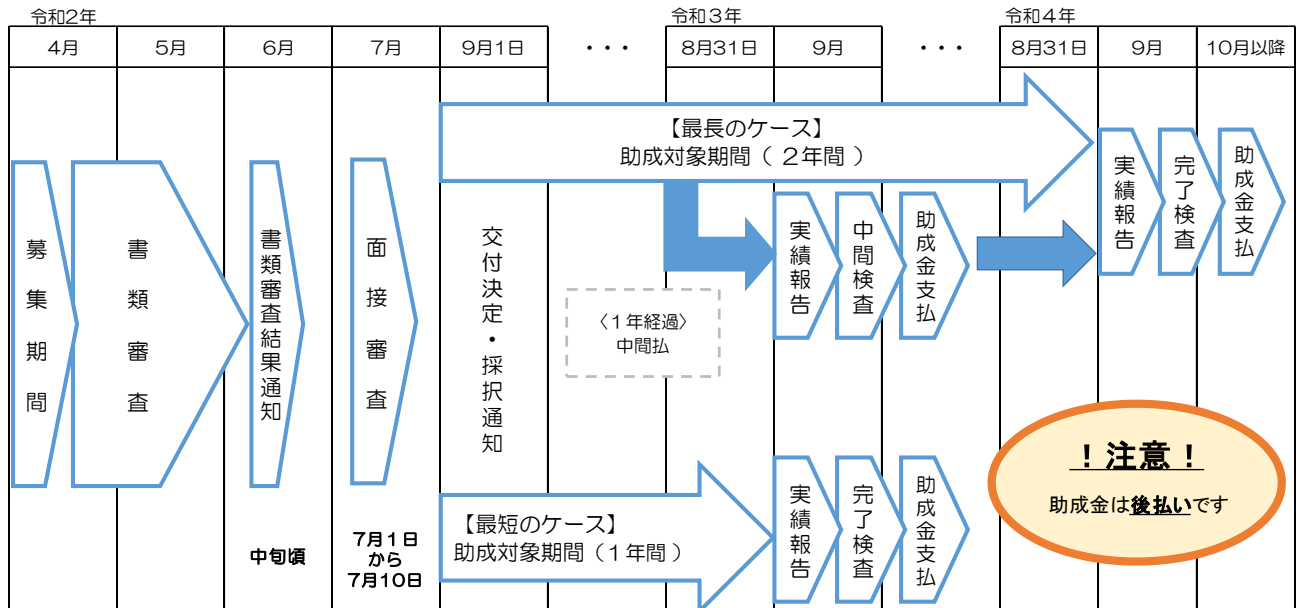 令和2年
令和3年
令和4年
4月
5月
6月
7月
9月1日
・・・
8月31日
9月
・・・
8月31日
9月
10月以降
【最長のケース】
助成対象期間（ 2年間 ）
募集期間
書類審査
書類審査結果通知
面接審査
交付決定・採択通知
〈1年経過〉
中間払
実績報告
中間検査
助成金支払
実績報告
完了検査
助成金支払
中旬頃
7月1日
から
7月10日
【最短のケース】
助成対象期間（1年間 ）
実績報告
完了検査
助成金支払
！注意！
助成金は後払いです